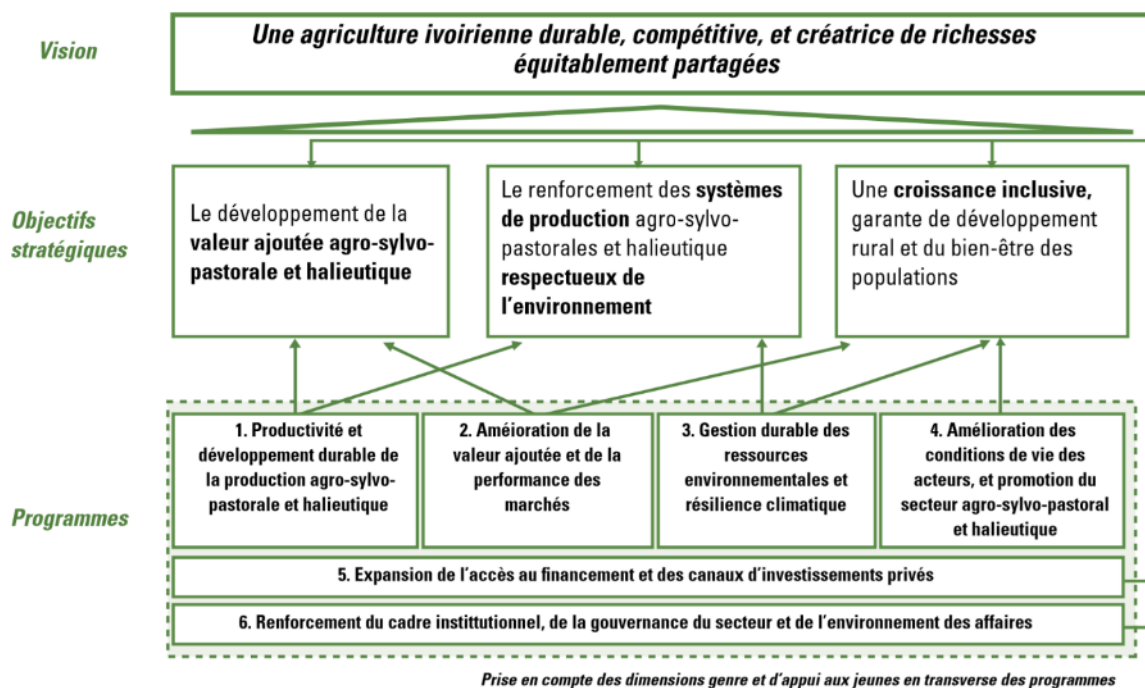 Vision
Une agriculture ivoirienne durable, compétitive, et créatrice de richesses
équitablement partagées
Objectifs
stratégiques
Le développement de la
valeur ajoutée agro-sylvo-
pastorale et halieutique
Le renforcement des systèmes
de production agro-sylvo-
pastorales et halieutique
respectueux de
l'environnement
Une croissance inclusive,
garante de développement
rural et du bien-être des
populations
Programmes
1. Productivité et
développement durable de
la production agro-sylvo-
pastorale et halieutique
2. Améioration de la
valeur ajoutée et de la
performance des
marchés
3. Gestion durable des
ressources
environnementales et
résilience climatique
4. Amélioration des
conditions de vie des
acteurs, et promotion du
secteur agro-sylvo-pastoral
et halieutique
5. Expansion de l'accès au financement et des canaux d'investissements privés
6. Renforcement du cadre instittutionnel, de la gouvernance du secteur et de l'environnement des affaires
Prise en compte des dimensions genre et d'appui aux jeunes en transverse des programmes